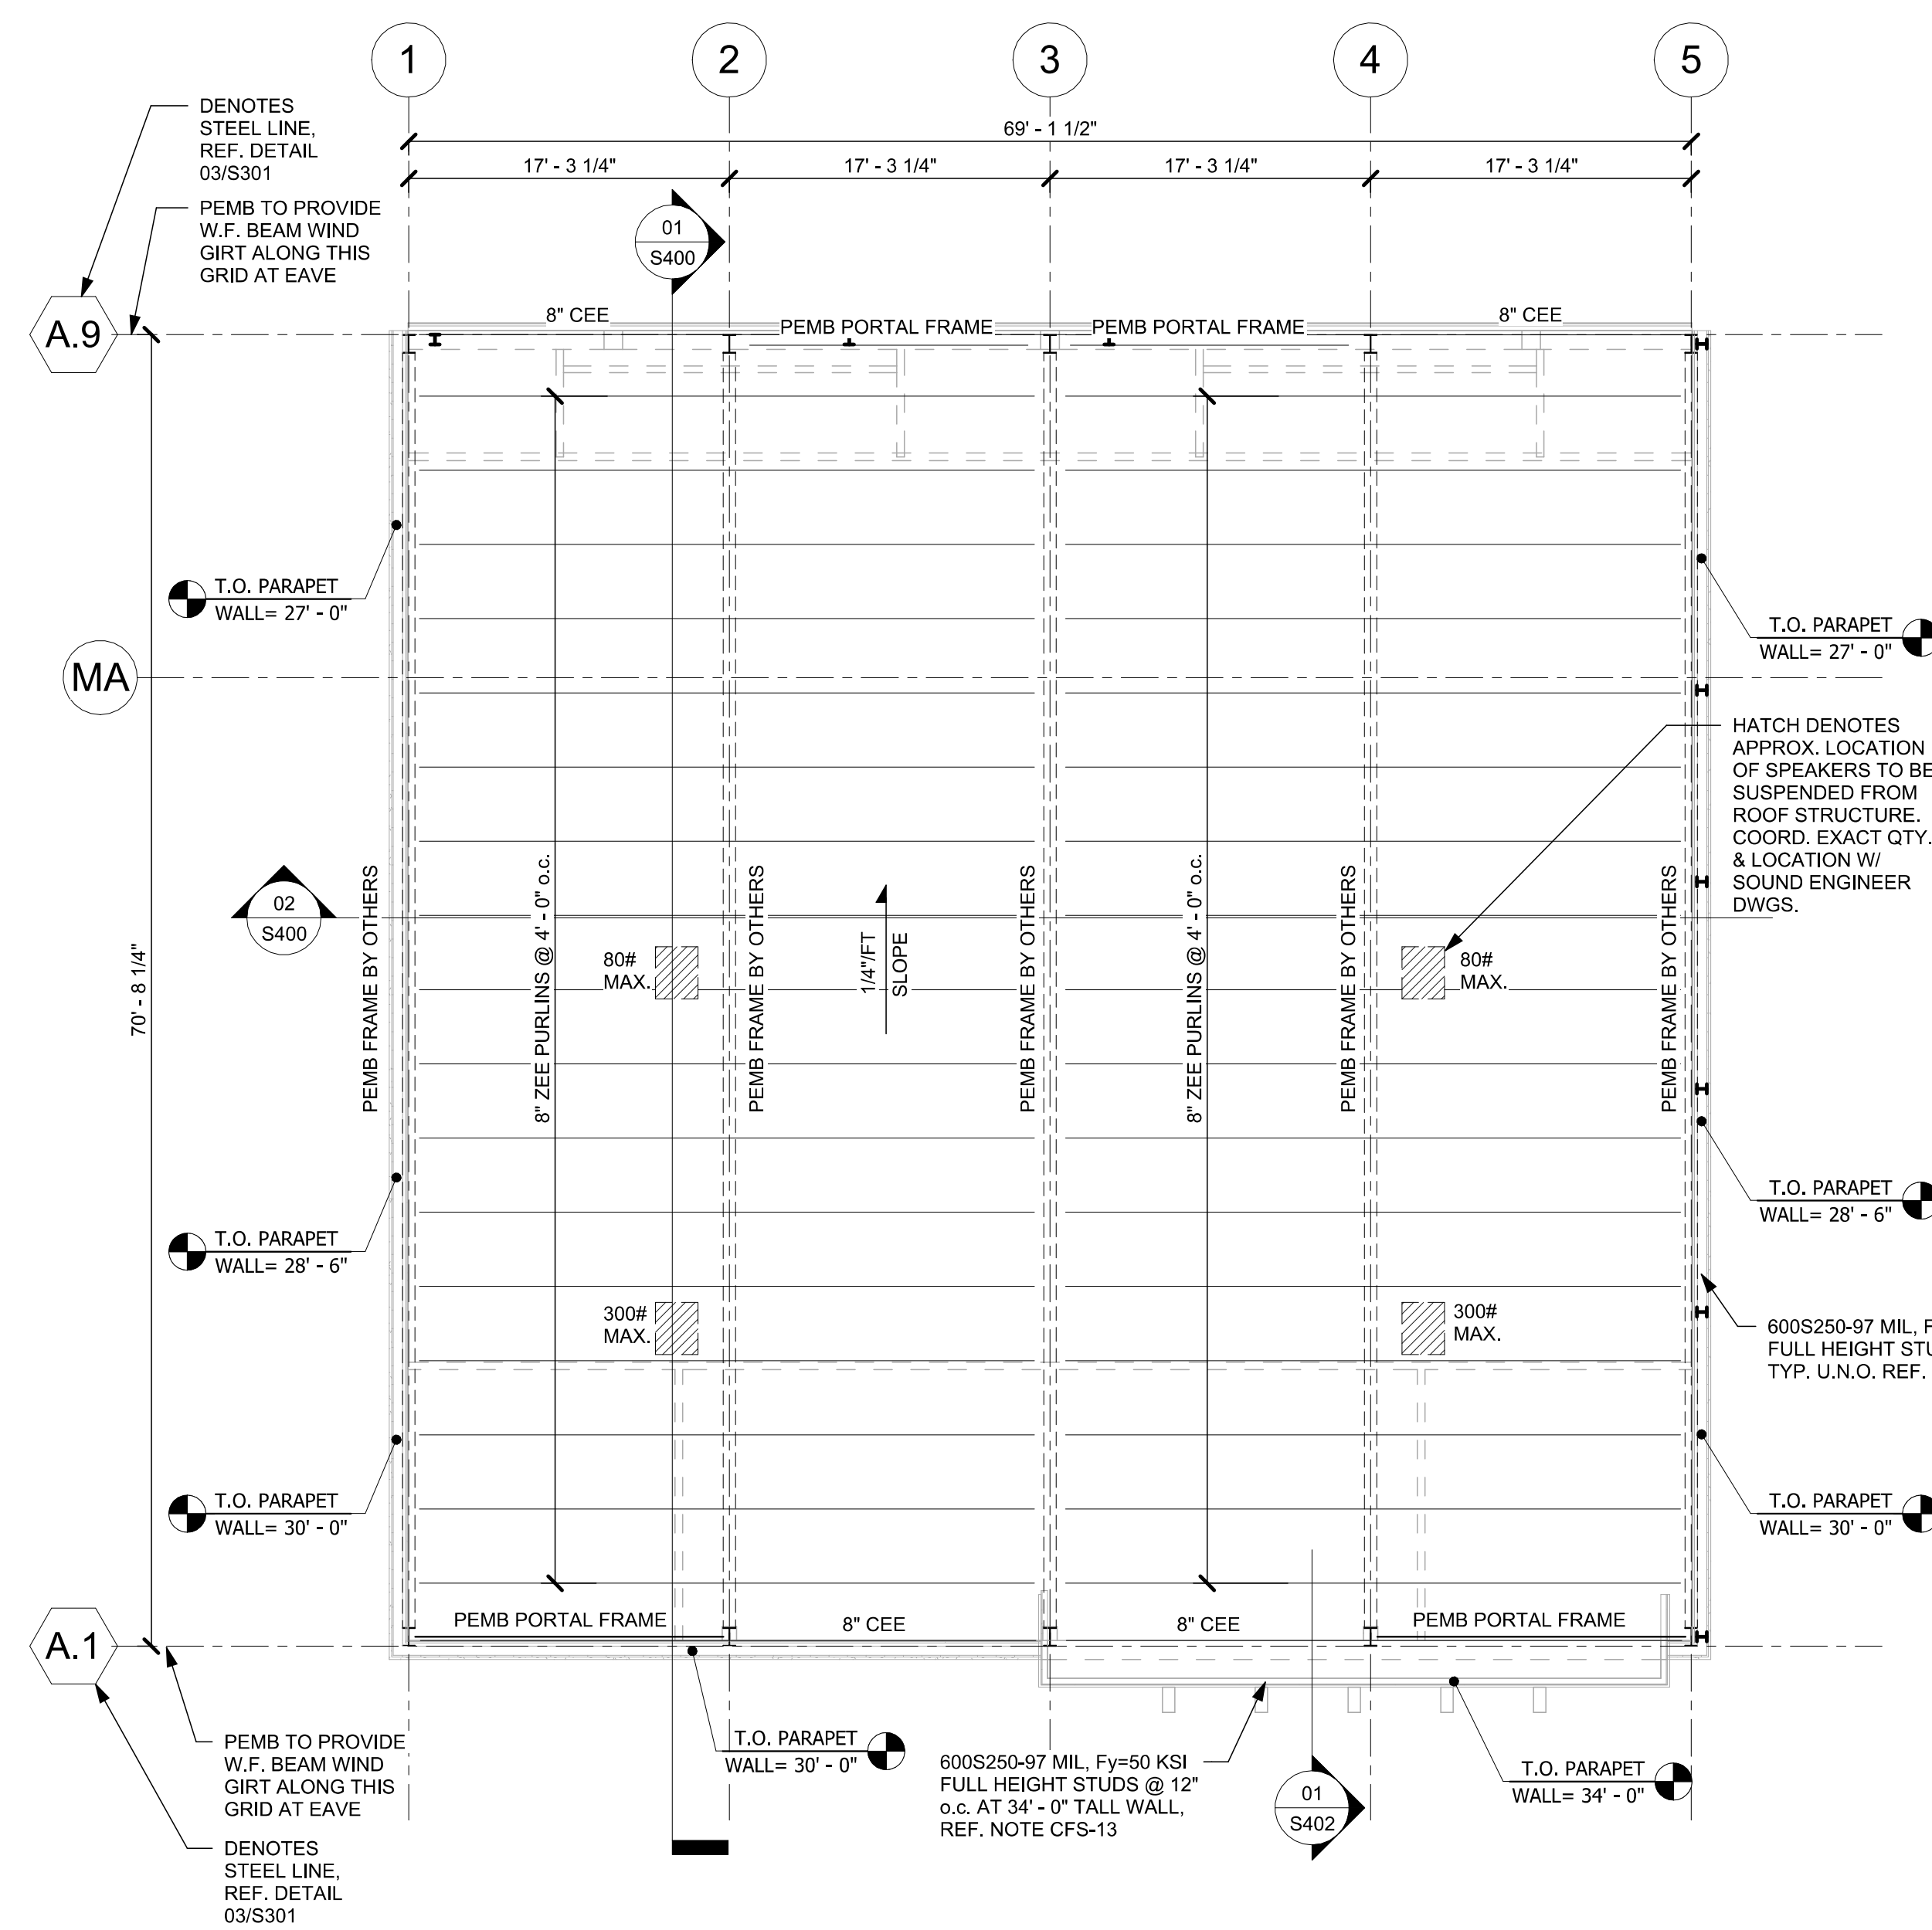 1
2
3
4
5
DENOTES
STEEL LINE,
REF. DETAIL
03/S301
69' - 1 1/2"
17' - 3 1/4"
17' - 3 1/4"
17' - 3 1/4"
17' - 3 1/4"
PEMB TO PROVIDE
W.F. BEAM WIND
GIRT ALONG THIS
GRID AT EAVE
01
S400
A.9
8" CEE
PEMB PORTAL FRAME
PEMB PORTAL FRAME
8" CEE
T.O. PARAPET
WALL= 27' - 0"
T.O. PARAPET
WALL= 27' - 0"
MA
HATCH DENOTES
APPROX. LOCATION
OF SPEAKERS TO BE
SUSPENDED FROM
ROOF STRUCTURE.
COORD. EXACT QTY.
& LOCATION W/
SOUND ENGINEER
DWGS.
02
S400
70' - 8 1/4"
PEMB FRAME BY OTHERS
8" ZEE PURLINS @ 4' - 0" o.c.
PEMB FRAME BY OTHERS
1/4"/FT
SLOPE
PEMB FRAME BY OTHERS
8" ZEE PURLINS @ 4' - 0" o.c.
PEMB FRAME BY OTHERS
PEMB FRAME BY OTHERS
80#
MAX.
80#
MAX.
T.O. PARAPET
WALL= 28' - 6"
T.O. PARAPET
WALL= 28' - 6"
300#
MAX.
300#
MAX.
600S250-97 MIL, F
FULL HEIGHT STU
TYP. U.N.O. REF.
T.O. PARAPET
WALL= 30' - 0"
T.O. PARAPET
WALL= 30' - 0"
PEMB PORTAL FRAME
8" CEE
8" CEE
PEMB PORTAL FRAME
A.1
PEMB TO PROVIDE
W.F. BEAM WIND
GIRT ALONG THIS
GRID AT EAVE
T.O. PARAPET
WALL= 30' - 0"
600S250-97 MIL, Fy=50 KSI
FULL HEIGHT STUDS @ 12"
o.c. AT 34' - 0" TALL WALL,
REF. NOTE CFS-13
01
S402
T.O. PARAPET
WALL= 34' - 0"
DENOTES
STEEL LINE,
REF. DETAIL
03/S301